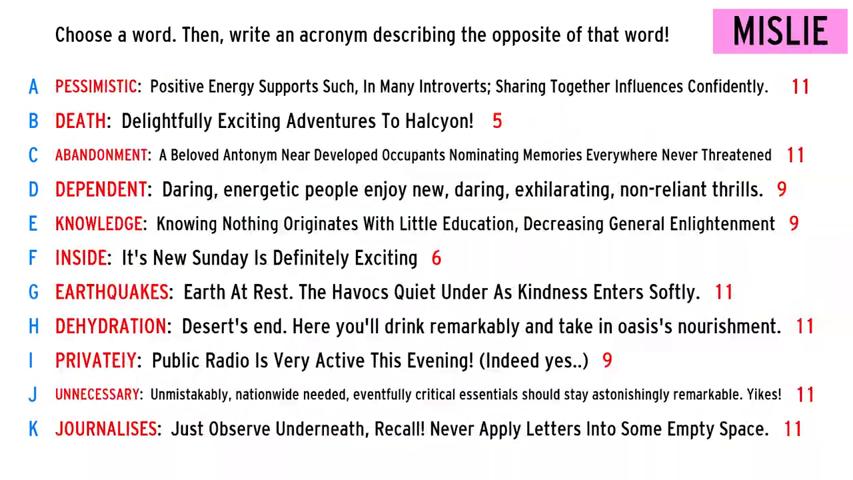 Choose a word. Then, write an acronym describing the opposite of that word!
MISLIE
A PESSIMISTIC: Positive Energy Supports Such, In Many Introverts; Sharing Together Influences Confidently. 11
B DEATH: Delightfully Exciting Adventures To Halcyon! 5
C ABANDONMENT: A Beloved Antonym Near Developed Occupants Nominating Memories Everywhere Never Threatened 11
D DEPENDENT: Daring, energetic people enjoy new, daring, exhilarating, non-reliant thrills. 9
E KNOWLEDGE: Knowing Nothing Originates With Little Education, Decreasing General Enlightenment 9
F INSIDE: It's New Sunday Is Definitely Exciting 6
G EARTHQUAKES: Earth At Rest. The Havocs Quiet Under As Kindness Enters Softly. 11
H DEHYDRATION: Desert's end. Here you'll drink remarkably and take in oasis's nourishment. 11
I PRIVATEIY: Public Radio Is Very Active This Evening! (Indeed yes..) 9
J UNNECESSARY: Unmistakably, nationwide needed, eventfully critical essentials should stay astonishingly remarkable. Yikes! 11
K JOURNALISES: Just Observe Underneath, Recall! Never Apply Letters Into Some Empty Space. 11